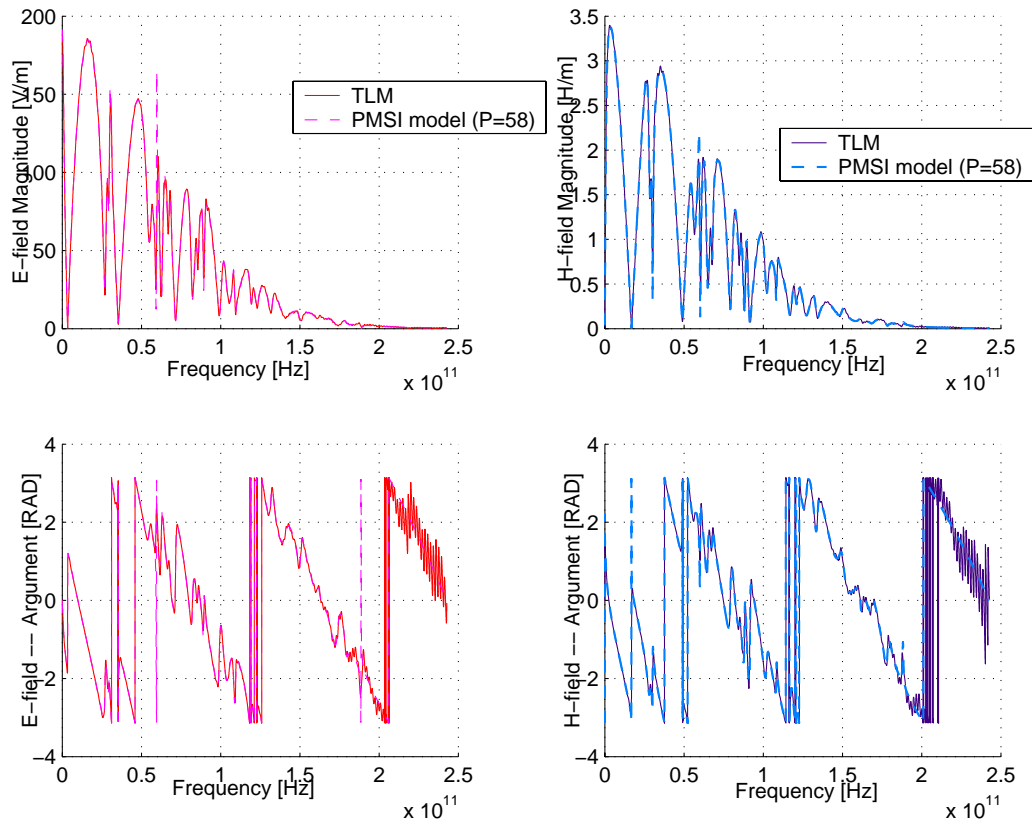 200
150
100
50
0
E−field Magnitude [V/m]
TLM
PMSI model (P=58)
0 0.5 1 1.5 2 2.5
Frequency [Hz]
x 10^11
3.5
3
2.5
2
1.5
1
0.5
0
H−field Magnitude [H/m]
TLM
PMSI model (P=58)
0 0.5 1 1.5 2 2.5
Frequency [Hz]
x 10^11
4
2
0
−2
−4
E−field −−− Argument [RAD]
0 0.5 1 1.5 2 2.5
Frequency [Hz]
x 10^11
4
2
0
−2
−4
H−field −−− Argument [RAD]
0 0.5 1 1.5 2 2.5
Frequency [Hz]
x 10^11